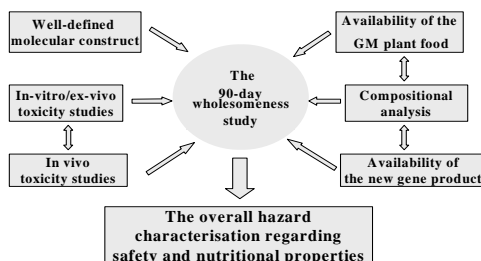 Well-defined
molecular construct
In-vitro/ex-vivo
toxicity studies
In vivo
toxicity studies
The
90-day
wholesomeness
study
Availability of the
GM plant food
Compositional
analysis
Availability of
the new gene product
The overall hazard
characterisation regarding
safety and nutritional properties